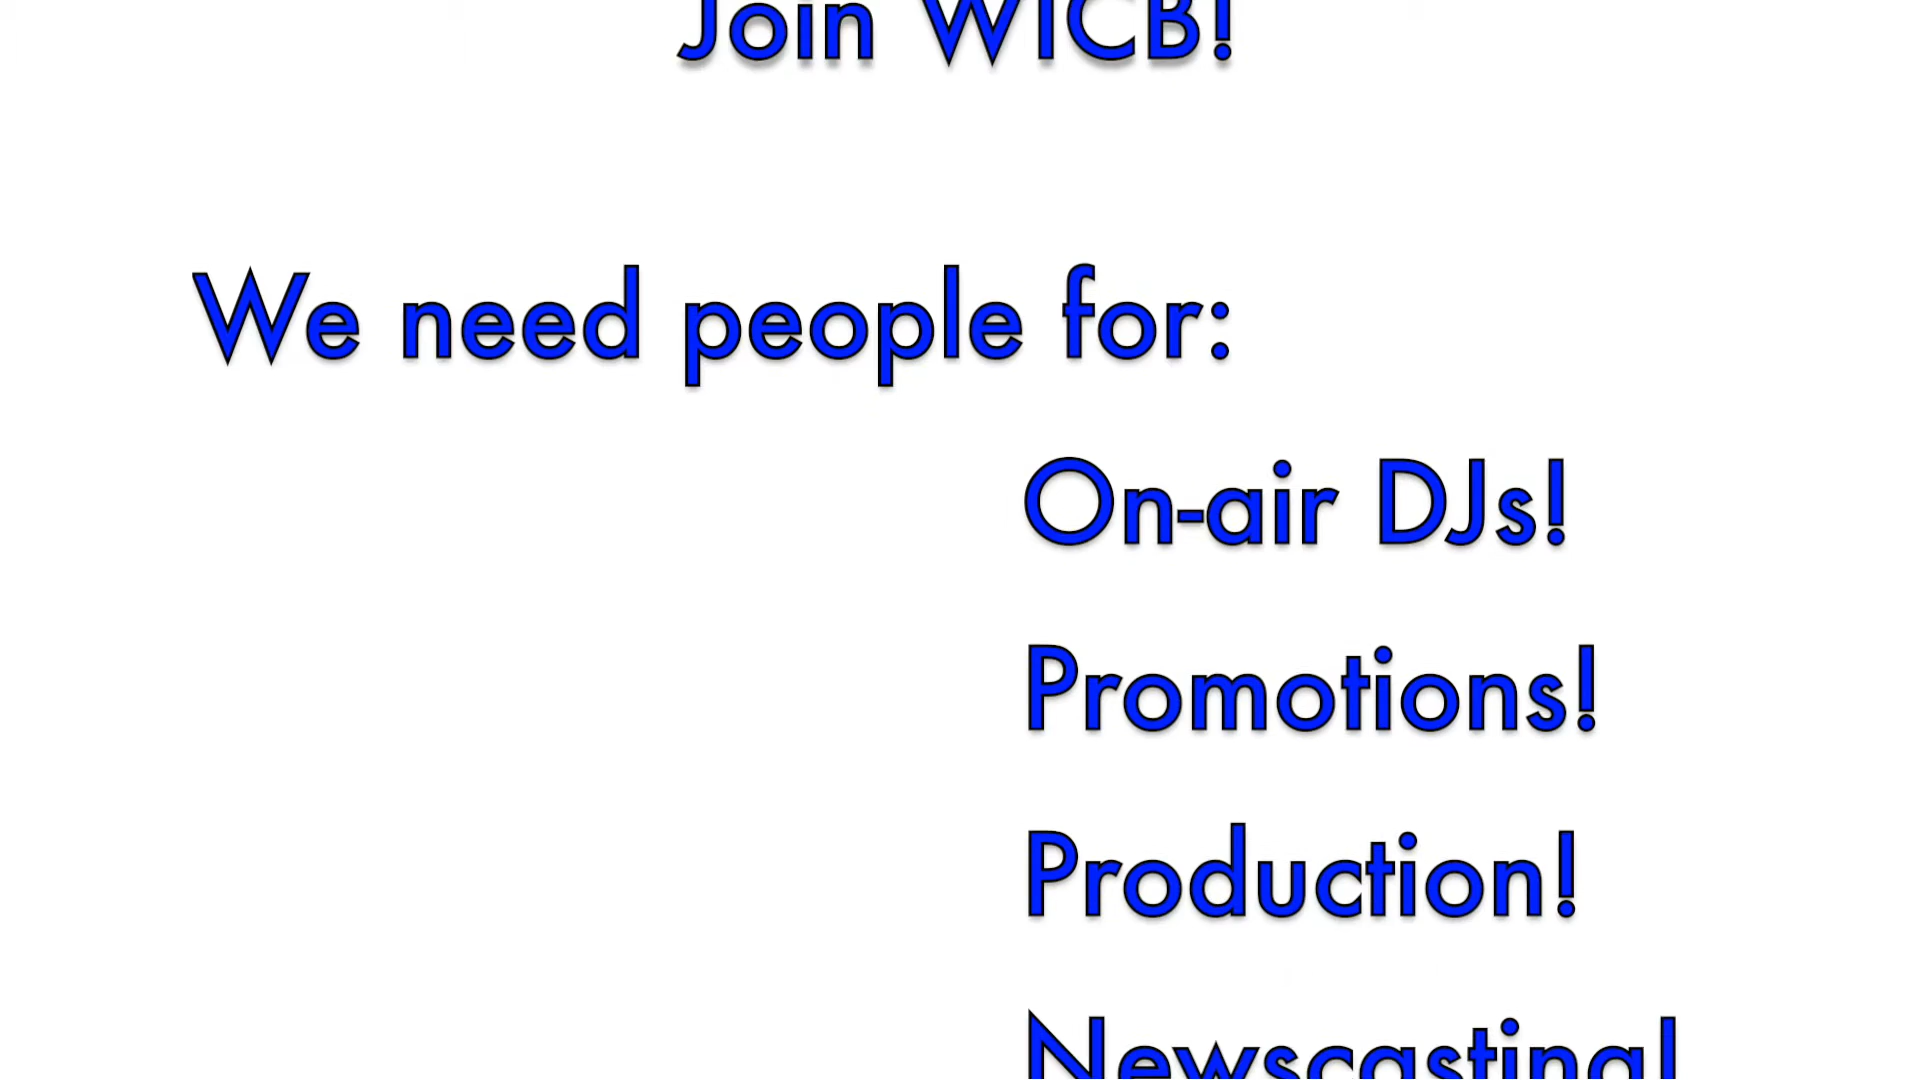 Join WICB!
We need people for:
On-air DJs!
Promotions!
Production!
Newscasting!